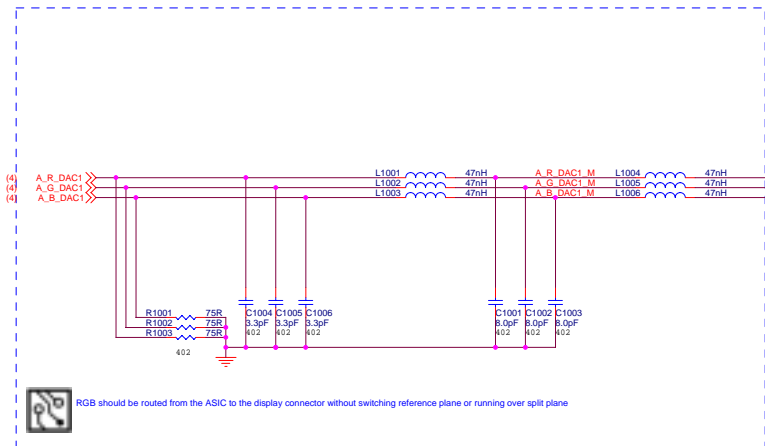 L1001 47nH A_R_DAC1_M L1004 47nH
(4) A_R_DAC1
L1002 47nH A_G_DAC1_M L1005 47nH
(4) A_G_DAC1
L1003 47nH A_B_DAC1_M L1006 47nH
(4) A_B_DAC1
R1001 75R
R1002 75R
R1003 75R
402
C1004 C1005 C1006
3.3pF 3.3pF 3.3pF
402 402 402
C1001 C1002 C1003
8.0pF 8.0pF 8.0pF
402 402 402
RGB should be routed from the ASIC to the display connector without switching reference plane or running over split plane